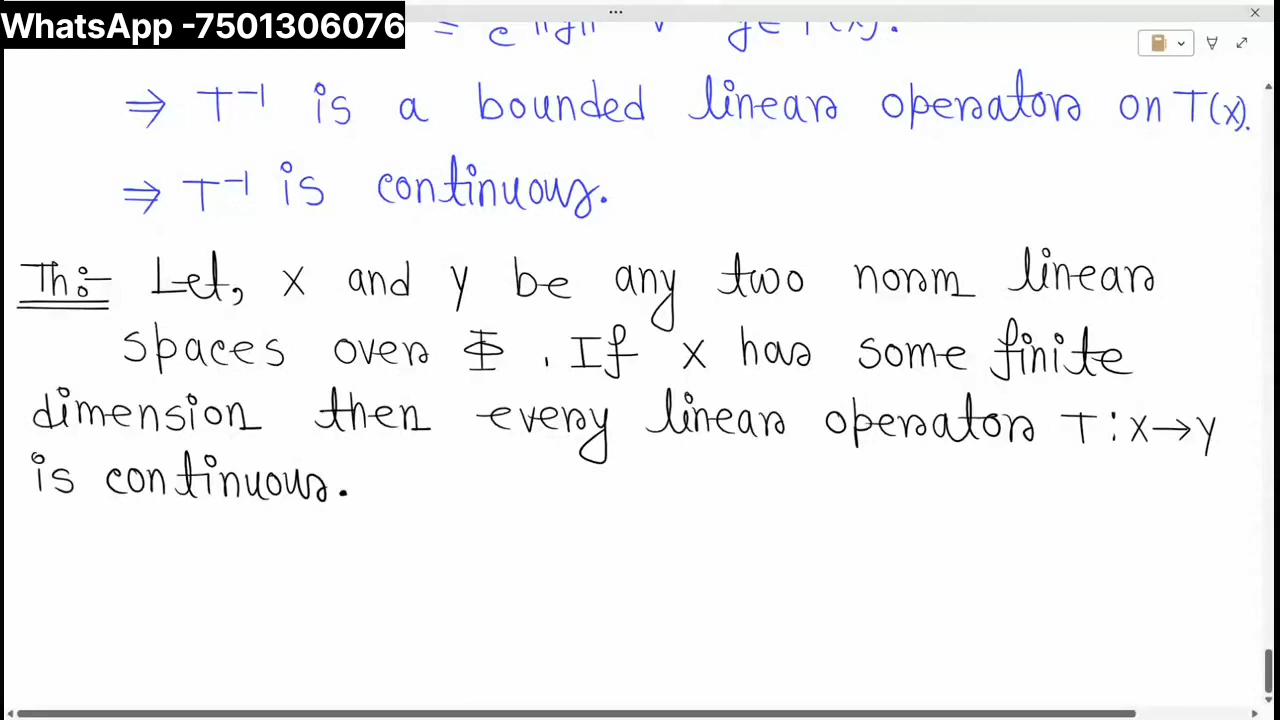 WhatsApp -7501306076
⇒ T⁻¹ is a bounded linear operator on T(X).
⇒ T⁻¹ is continuous.
Th:- Let, X and Y be any two norm linear
spaces over Φ. If X has some finite
dimension then every linear operator T : X → Y
is continuous.